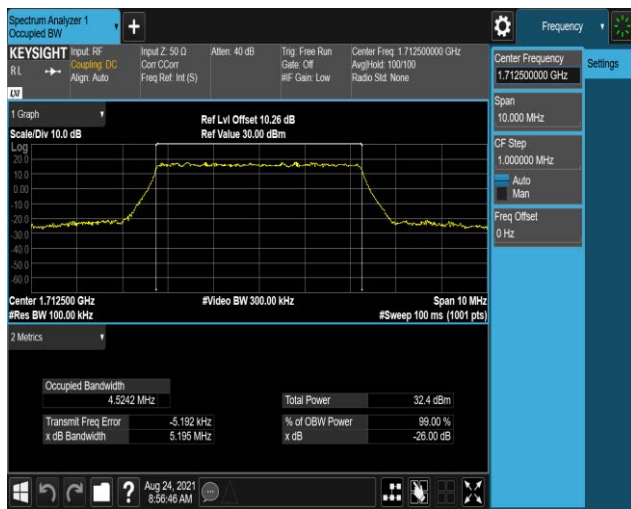 Spectrum Analyzer 1
Occupied BW
Frequency
KEYSIGHT
Input: RF
Coupling: DC
Align: Auto
Input Z: 50 Ω
Corr CCorr
Freq Ref: Int (S)
Atten: 40 dB
Trig: Free Run
Gate: Off
#IF Gain: Low
Center Freq: 1.712500000 GHz
Avg|Hold: 100/100
Radio Std: None
RL
LXI
Center Frequency
1.712500000 GHz
Settings
Span
10.000 MHz
CF Step
1.000000 MHz
Auto
Man
Freq Offset
0 Hz
1 Graph
Scale/Div 10.0 dB
Ref Lvl Offset 10.26 dB
Ref Value 30.00 dBm
Log
20.0
10.0
0.00
-10.0
-20.0
-30.0
-40.0
-50.0
-60.0
Center 1.712500 GHz
#Video BW 300.00 kHz
Span 10 MHz
#Res BW 100.00 kHz
#Sweep 100 ms (1001 pts)
2 Metrics
Occupied Bandwidth
4.5242 MHz
Total Power 32.4 dBm
Transmit Freq Error -5.192 kHz
% of OBW Power 99.00 %
x dB Bandwidth 5.195 MHz
x dB -26.00 dB
Aug 24, 2021
8:56:46 AM